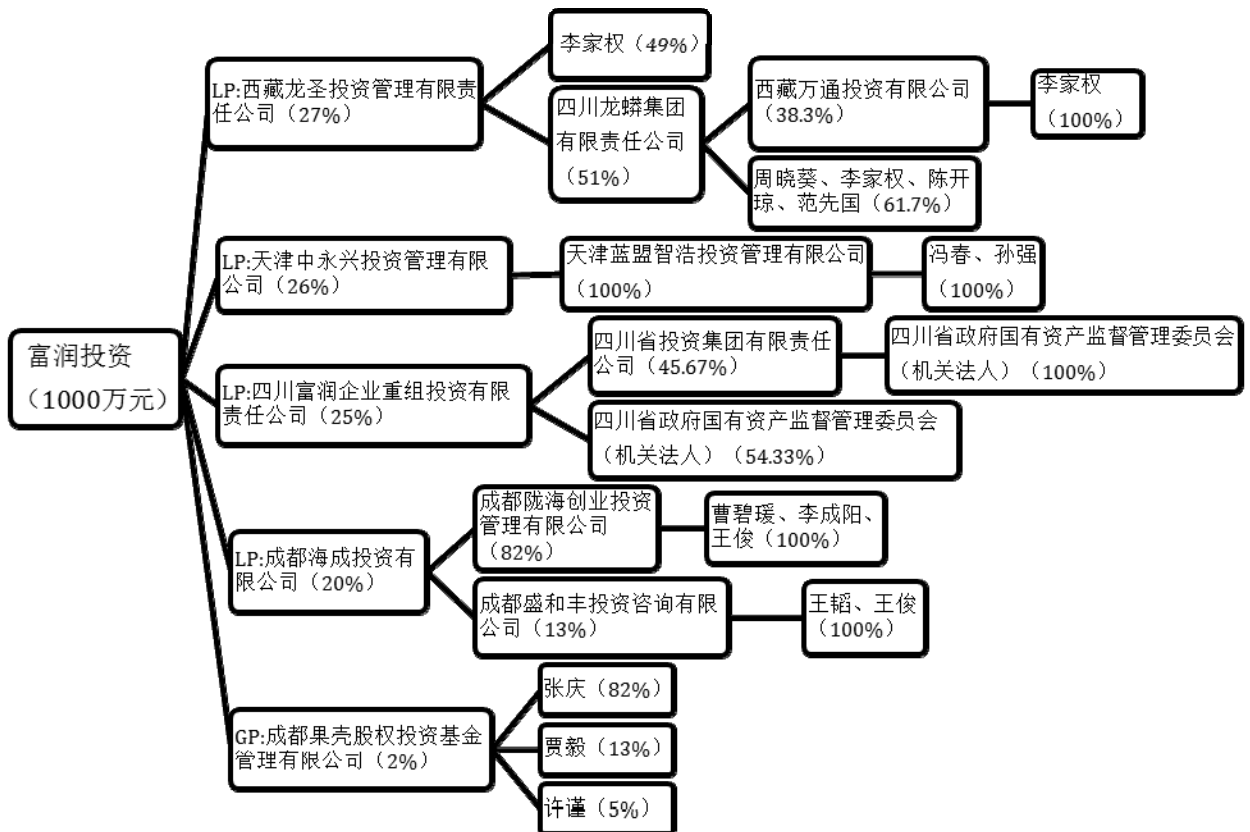 富润投资
（1000万元）
LP:西藏龙圣投资管理有限责
任公司（27%）
李家权（49%）
四川龙蟒集团
有限责任公司
（51%）
西藏万通投资有限公司
（38.3%）
李家权
（100%）
周晓葵、李家权、陈开
琼、范先国（61.7%）
LP:天津中永兴投资管理有限
公司（26%）
天津蓝盟智浩投资管理有限公司
（100%）
冯春、孙强
（100%）
LP:四川富润企业重组投资有限
责任公司（25%）
四川省投资集团有限责任
公司（45.67%）
四川省政府国有资产监督管理委员会
（机关法人）（100%）
四川省政府国有资产监督管理委员会
（机关法人）（54.33%）
LP:成都海成投资有
限公司（20%）
成都陇海创业投资
管理有限公司
（82%）
曹碧瑗、李成阳、
王俊（100%）
成都盛和丰投资咨询有限
公司（13%）
王韬、王俊
（100%）
GP:成都果壳股权投资基金
管理有限公司（2%）
张庆（82%）
贾毅（13%）
许谨（5%）